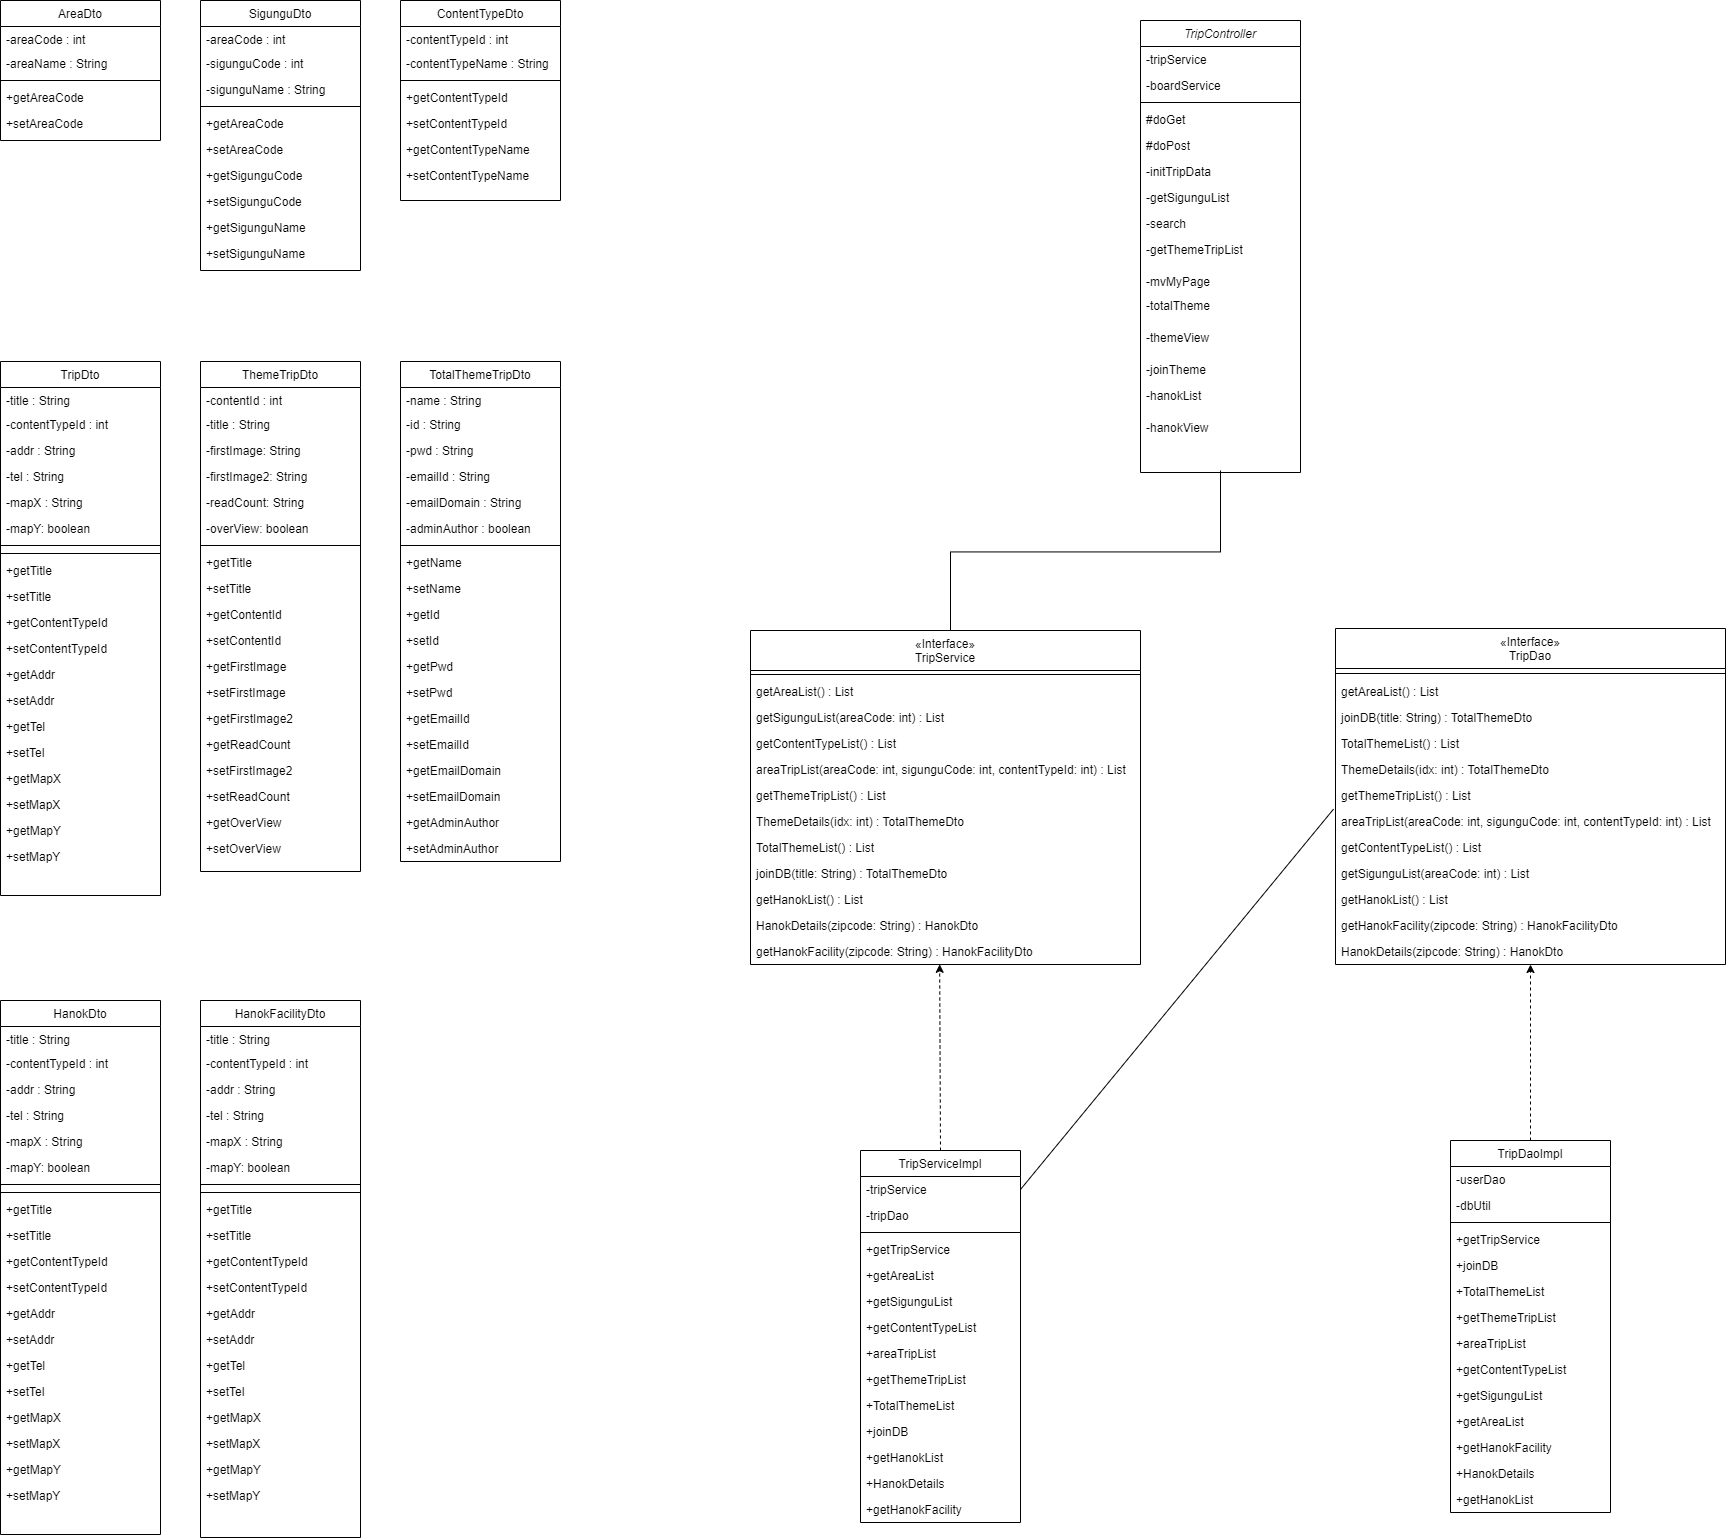 AreaDto
-areaCode : int
-areaName : String
+getAreaCode
+setAreaCode
SigunguDto
-areaCode : int
-sigunguCode : int
-sigunguName : String
+getAreaCode
+setAreaCode
+getSigunguCode
+setSigunguCode
+getSigunguName
+setSigunguName
ContentTypeDto
-contentTypeId : int
-contentTypeName : String
+getContentTypeId
+setContentTypeId
+getContentTypeName
+setContentTypeName
TripController
-tripService
-boardService
#doGet
#doPost
-initTripData
-getSigunguList
-search
-getThemeTripList
-mvMyPage
-totalTheme
-themeView
-joinTheme
-hanokList
-hanokView
TripDto
-title : String
-contentTypeId : int
-addr : String
-tel : String
-mapX : String
-mapY: boolean
+getTitle
+setTitle
+getContentTypeId
+setContentTypeId
+getAddr
+setAddr
+getTel
+setTel
+getMapX
+setMapX
+getMapY
+setMapY
ThemeTripDto
-contentId : int
-title : String
-firstImage: String
-firstImage2: String
-readCount: String
-overView: boolean
+getTitle
+setTitle
+getContentId
+setContentId
+getFirstImage
+setFirstImage
+getFirstImage2
+getReadCount
+setFirstImage2
+setReadCount
+getOverView
+setOverView
TotalThemeTripDto
-name : String
-id : String
-pwd : String
-emailId : String
-emailDomain : String
-adminAuthor : boolean
+getName
+setName
+getId
+setId
+getPwd
+setPwd
+getEmailId
+setEmailId
+getEmailDomain
+setEmailDomain
+getAdminAuthor
+setAdminAuthor
«Interface»
TripService
getAreaList() : List
getSigunguList(areaCode: int) : List
getContentTypeList() : List
areaTripList(areaCode: int, sigunguCode: int, contentTypeId: int) : List
getThemeTripList() : List
ThemeDetails(idx: int) : TotalThemeDto
TotalThemeList() : List
joinDB(title: String) : TotalThemeDto
getHanokList() : List
HanokDetails(zipcode: String) : HanokDto
getHanokFacility(zipcode: String) : HanokFacilityDto
«Interface»
TripDao
getAreaList() : List
joinDB(title: String) : TotalThemeDto
TotalThemeList() : List
ThemeDetails(idx: int) : TotalThemeDto
getThemeTripList() : List
areaTripList(areaCode: int, sigunguCode: int, contentTypeId: int) : List
getContentTypeList() : List
getSigunguList(areaCode: int) : List
getHanokList() : List
getHanokFacility(zipcode: String) : HanokFacilityDto
HanokDetails(zipcode: String) : HanokDto
HanokDto
-title : String
-contentTypeId : int
-addr : String
-tel : String
-mapX : String
-mapY: boolean
+getTitle
+setTitle
+getContentTypeId
+setContentTypeId
+getAddr
+setAddr
+getTel
+setTel
+getMapX
+setMapX
+getMapY
+setMapY
HanokFacilityDto
-title : String
-contentTypeId : int
-addr : String
-tel : String
-mapX : String
-mapY: boolean
+getTitle
+setTitle
+getContentTypeId
+setContentTypeId
+getAddr
+setAddr
+getTel
+setTel
+getMapX
+setMapX
+getMapY
+setMapY
TripServiceImpl
-tripService
-tripDao
+getTripService
+getAreaList
+getSigunguList
+getContentTypeList
+areaTripList
+getThemeTripList
+TotalThemeList
+joinDB
+getHanokList
+HanokDetails
+getHanokFacility
TripDaoImpl
-userDao
-dbUtil
+getTripService
+joinDB
+TotalThemeList
+getThemeTripList
+areaTripList
+getContentTypeList
+getSigunguList
+getAreaList
+getHanokFacility
+HanokDetails
+getHanokList